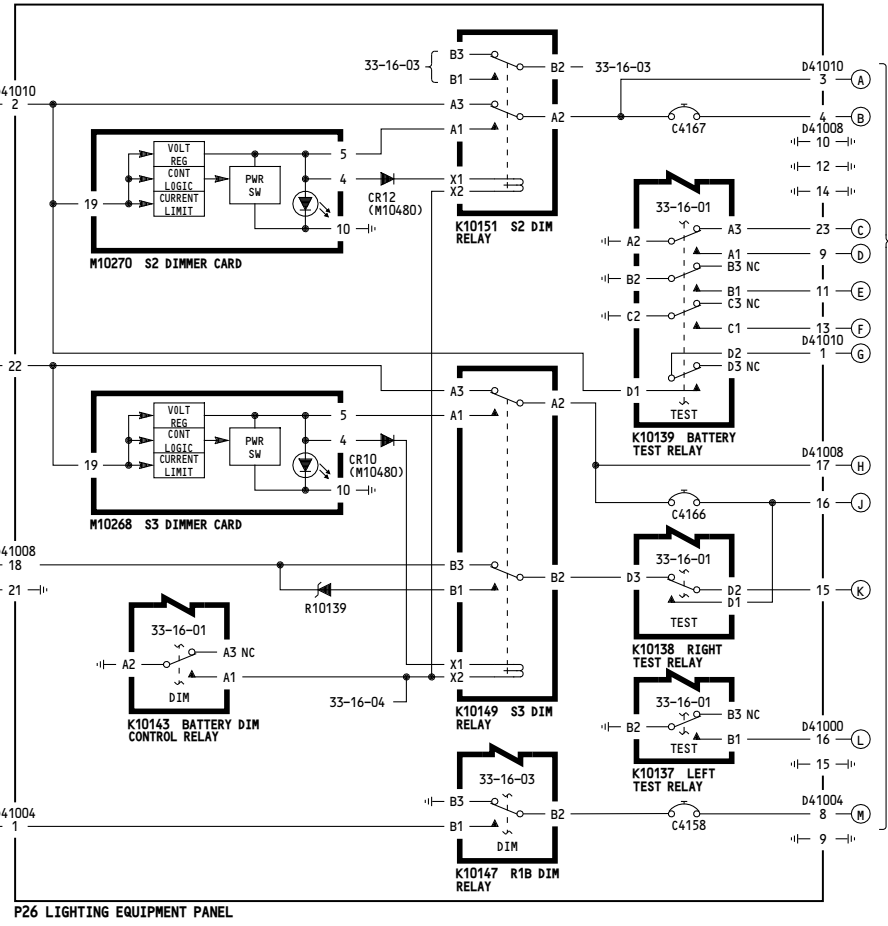 B3
33-16-03
B1
B2
33-16-03
D41010
3
A
D41010
2
A3
A1
A2
C4167
4
B
D41008
10
12
14
VOLT
REG
CONT
LOGIC
CURRENT
LIMIT
PWR
SW
19
5
4
10
CR12
(M10480)
X1
X2
K10151 S2 DIM
RELAY
M10270 S2 DIMMER CARD
33-16-01
A2
A3
23
C
A1
9
D
B2
B3 NC
B1
11
E
C2
C3 NC
C1
13
F
D41010
D2
1
G
D3 NC
D1
TEST
K10139 BATTERY
TEST RELAY
22
A3
A1
A2
VOLT
REG
CONT
LOGIC
CURRENT
LIMIT
PWR
SW
19
5
4
10
CR10
(M10480)
M10268 S3 DIMMER CARD
D41008
17
H
C4166
16
J
41008
18
21
B3
B1
B2
R10139
33-16-01
D3
D2
D1
15
K
TEST
K10138 RIGHT
TEST RELAY
33-16-01
A2
A3 NC
A1
DIM
K10143 BATTERY DIM
CONTROL RELAY
33-16-04
X1
X2
K10149 S3 DIM
RELAY
33-16-01
B2
B3 NC
B1
TEST
D41000
16
L
15
K10137 LEFT
TEST RELAY
33-16-03
B3
B1
B2
DIM
K10147 R1B DIM
RELAY
C4158
D41004
8
M
9
41004
1
P26 LIGHTING EQUIPMENT PANEL